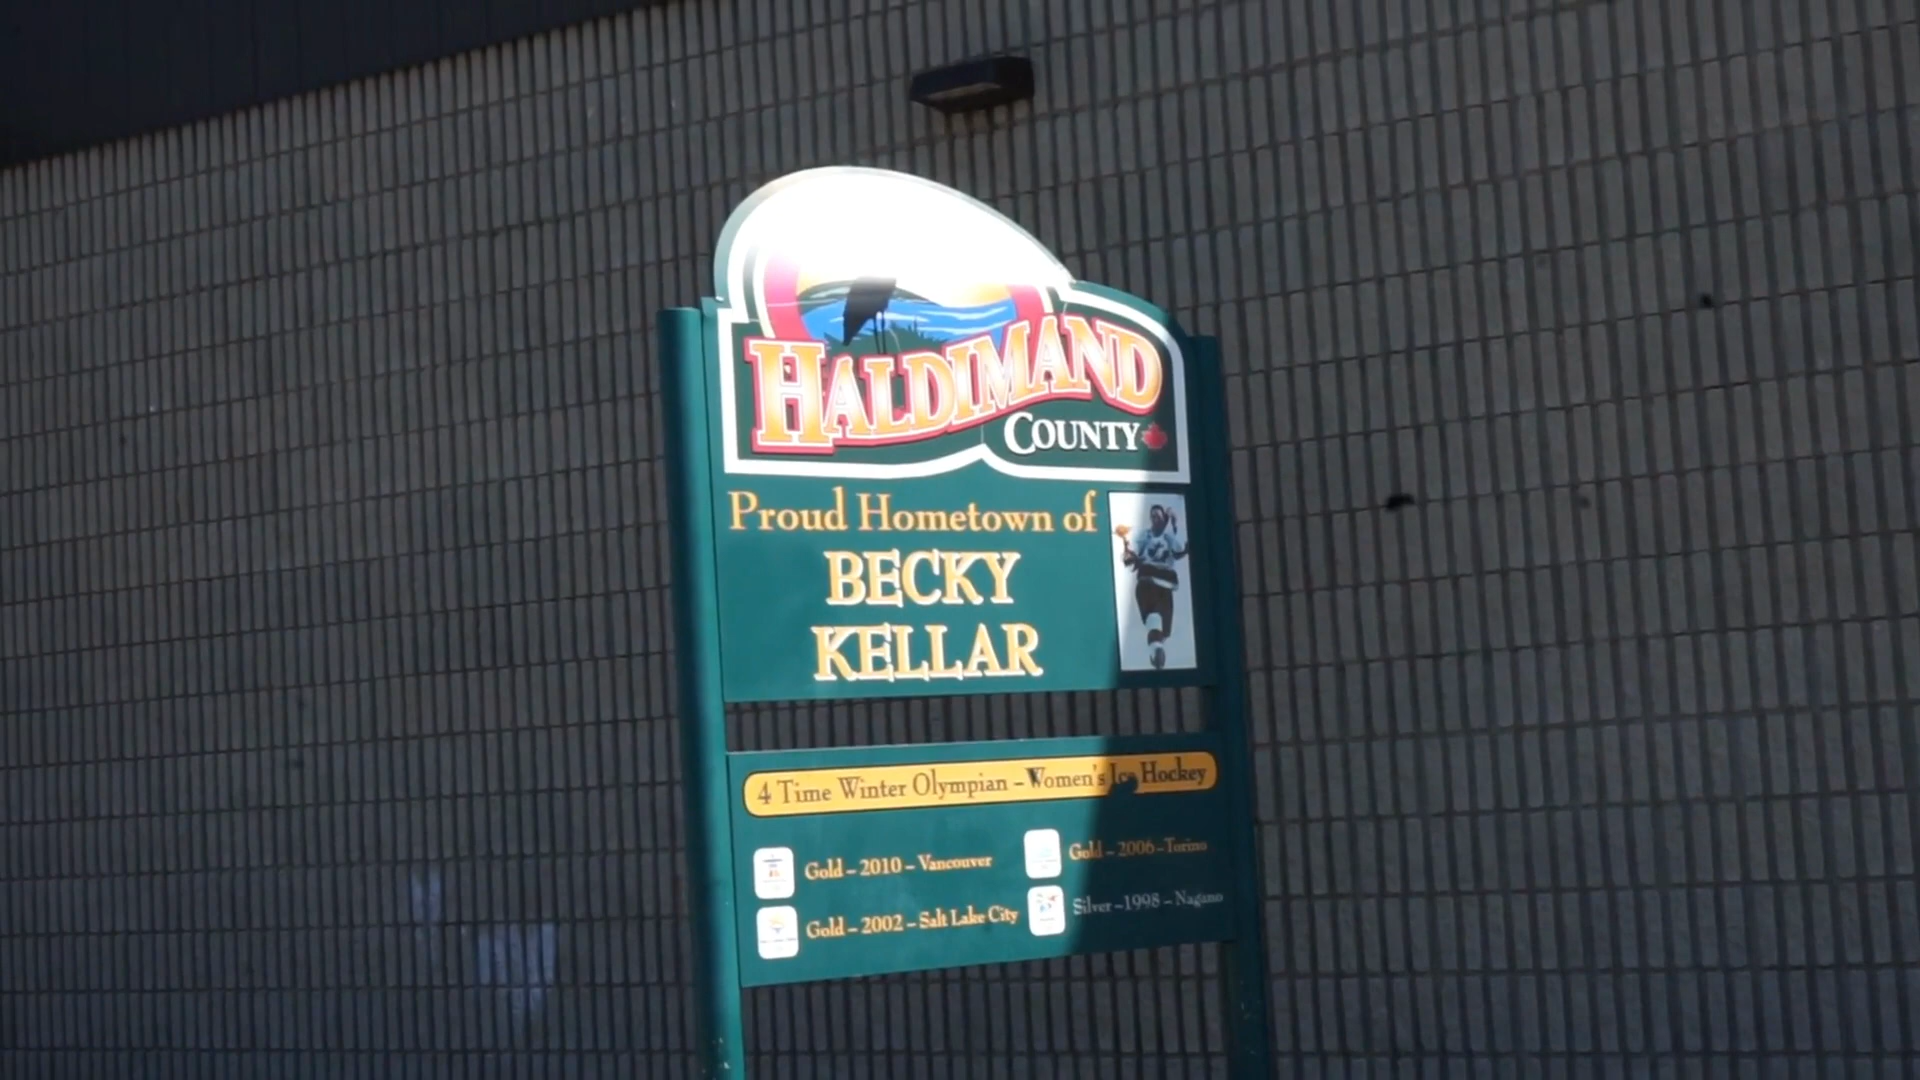 HALDIMAND
COUNTY
Proud Hometown of
BECKY
KELLAR
4 Time Winter Olympian – Women's Ice Hockey
Gold – 2010 – Vancouver
Gold – 2006 – Torino
Gold – 2002 – Salt Lake City
Silver – 1998 – Nagano